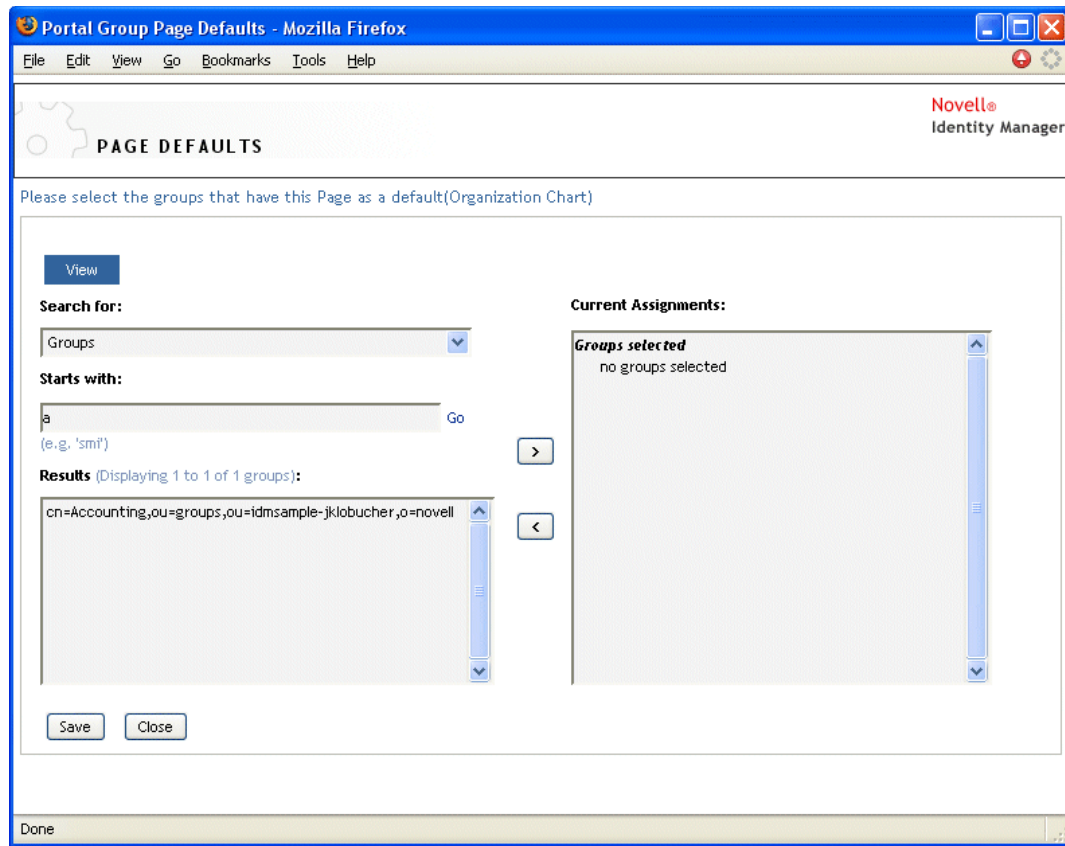 Portal Group Page Defaults - Mozilla Firefox
File Edit View Go Bookmarks Tools Help
Novell®
Identity Manager
PAGE DEFAULTS
Please select the groups that have this Page as a default(Organization Chart)
View
Search for:
Groups
Starts with:
a
Go
(e.g. 'smi')
Results (Displaying 1 to 1 of 1 groups):
cn=Accounting,ou=groups,ou=idmsample-jklobucher,o=novell
>
<
Current Assignments:
Groups selected
no groups selected
Save
Close
Done